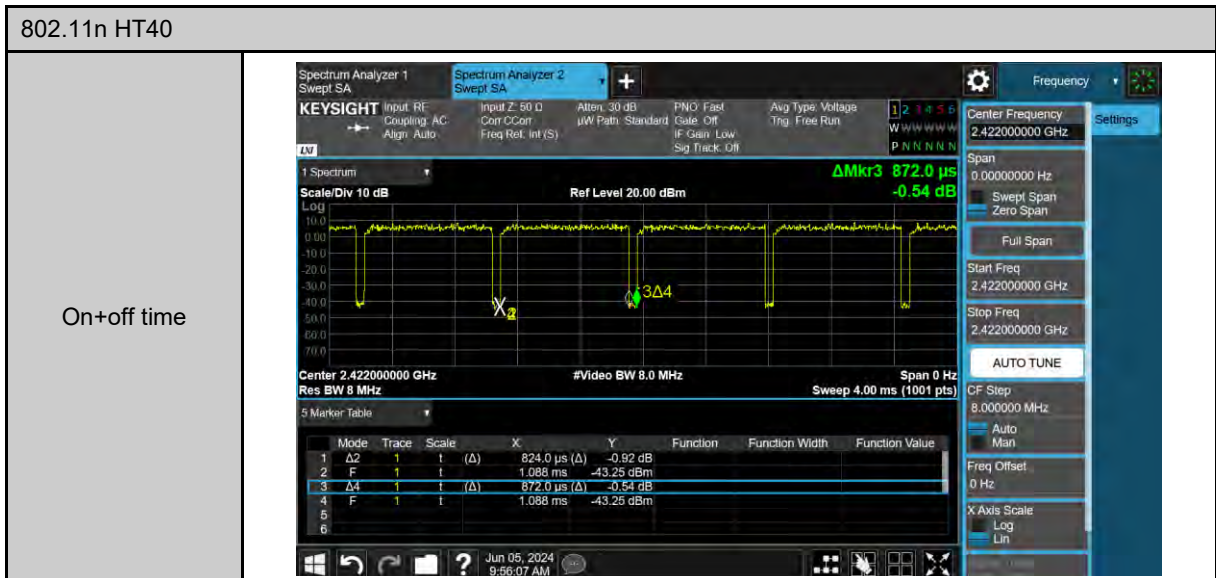 802.11n HT40
On+off time
Spectrum Analyzer 1
Swept SA
Spectrum Analyzer 2
Swept SA
+
Frequency
Settings
KEYSIGHT
Input: RF
Coupling: AC
Align: Auto
Input Z: 50 Ω
Corr CCorr
Freq Ref: Int (S)
Atten: 30 dB
µW Path: Standard
PNO: Fast
Gate: Off
IF Gain: Low
Sig Track: Off
Avg Type: Voltage
Trig: Free Run
1 2 3 4 5 6
W W W W W W
P N N N N N
LXI
1 Spectrum
ΔMkr3 872.0 µs
Scale/Div 10 dB
Ref Level 20.00 dBm
-0.54 dB
Log
10.0
0.00
-10.0
-20.0
-30.0
-40.0
-50.0
-60.0
-70.0
X
2
3Δ4
Center 2.422000000 GHz
#Video BW 8.0 MHz
Span 0 Hz
Res BW 8 MHz
Sweep 4.00 ms (1001 pts)
5 Marker Table
Mode Trace Scale X Y Function Function Width Function Value
1 Δ2 1 t (Δ) 824.0 µs (Δ) -0.92 dB
2 F 1 t 1.088 ms -43.25 dBm
3 Δ4 1 t (Δ) 872.0 µs (Δ) -0.54 dB
4 F 1 t 1.088 ms -43.25 dBm
5
6
?
Jun 05, 2024
9:56:07 AM
Center Frequency
2.422000000 GHz
Span
0.00000000 Hz
Swept Span
Zero Span
Full Span
Start Freq
2.422000000 GHz
Stop Freq
2.422000000 GHz
AUTO TUNE
CF Step
8.000000 MHz
Auto
Man
Freq Offset
0 Hz
X Axis Scale
Log
Lin